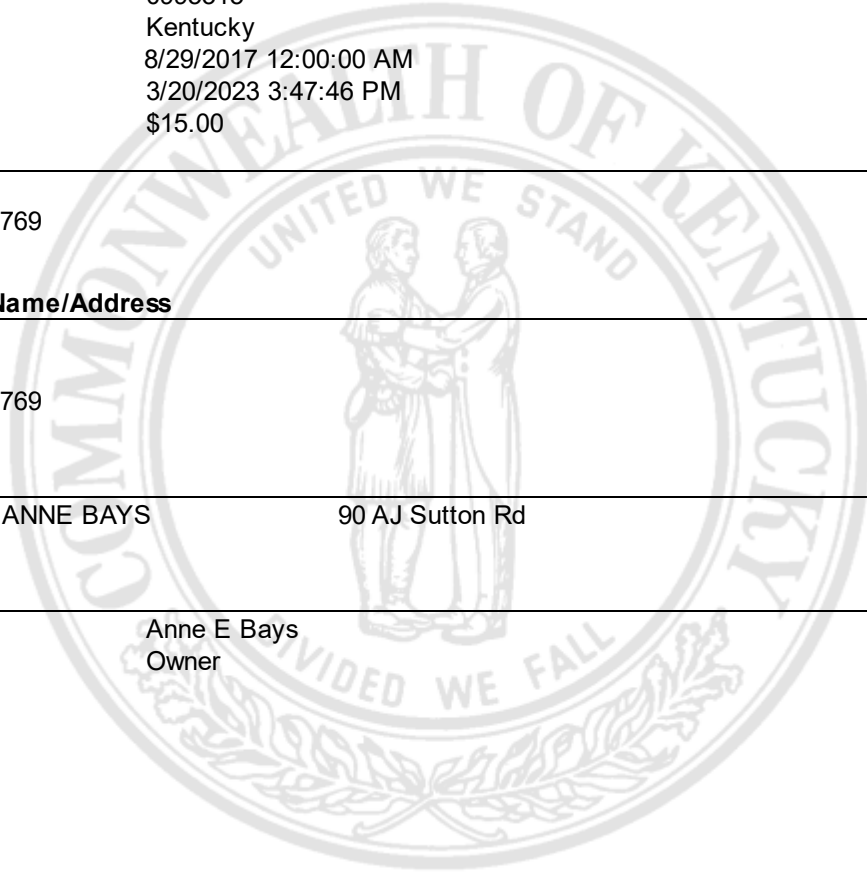 Kentucky
8/29/2017 12:00:00 AM
3/20/2023 3:47:46 PM
$15.00
769
Name/Address
769
ANNE BAYS 90 AJ Sutton Rd
Anne E Bays
Owner
COMMONWEALTH OF KENTUCKY
UNITED WE STAND
DIVIDED WE FALL